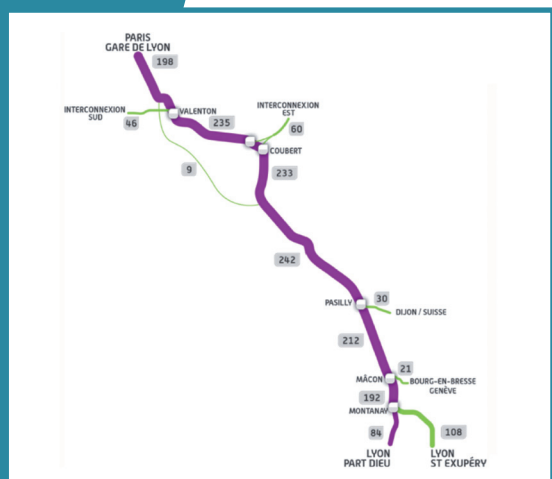 PARIS
GARE DE LYON
198
INTERCONNEXION
SUD
46
VALENTON
235
INTERCONNEXION
EST
60
COUBERT
9
233
242
PASILLY
30
DIJON / SUISSE
212
21
MÂCON
BOURG-EN-BRESSE
GENÈVE
192
MONTANAY
84
108
LYON
PART DIEU
LYON
ST EXUPÉRY